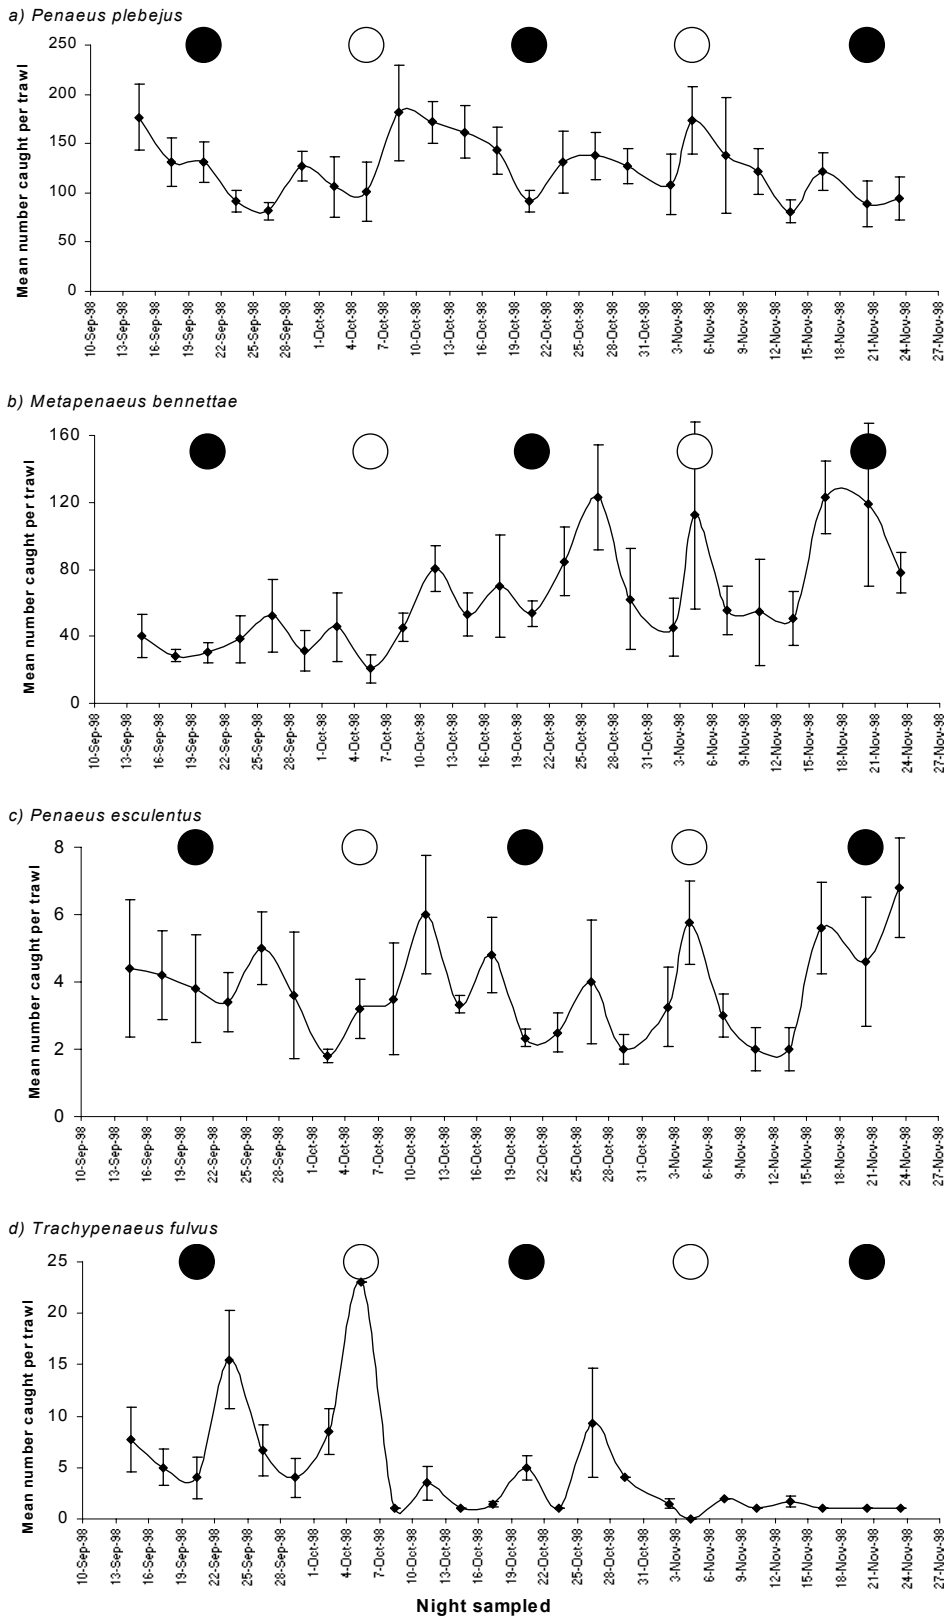 a) Penaeus plebejus
250
200
150
100
50
0
Mean number caught per trawl
10-Sep-98 13-Sep-98 16-Sep-98 19-Sep-98 22-Sep-98 25-Sep-98 28-Sep-98 1-Oct-98 4-Oct-98 7-Oct-98 10-Oct-98 13-Oct-98 16-Oct-98 19-Oct-98 22-Oct-98 25-Oct-98 28-Oct-98 31-Oct-98 3-Nov-98 6-Nov-98 9-Nov-98 12-Nov-98 15-Nov-98 18-Nov-98 21-Nov-98 24-Nov-98 27-Nov-98
b) Metapenaeus bennettae
160
120
80
40
0
Mean number caught per trawl
10-Sep-98 13-Sep-98 16-Sep-98 19-Sep-98 22-Sep-98 25-Sep-98 28-Sep-98 1-Oct-98 4-Oct-98 7-Oct-98 10-Oct-98 13-Oct-98 16-Oct-98 19-Oct-98 22-Oct-98 25-Oct-98 28-Oct-98 31-Oct-98 3-Nov-98 6-Nov-98 9-Nov-98 12-Nov-98 15-Nov-98 18-Nov-98 21-Nov-98 24-Nov-98 27-Nov-98
c) Penaeus esculentus
8
6
4
2
0
Mean number caught per trawl
10-Sep-98 13-Sep-98 16-Sep-98 19-Sep-98 22-Sep-98 25-Sep-98 28-Sep-98 1-Oct-98 4-Oct-98 7-Oct-98 10-Oct-98 13-Oct-98 16-Oct-98 19-Oct-98 22-Oct-98 25-Oct-98 28-Oct-98 31-Oct-98 3-Nov-98 6-Nov-98 9-Nov-98 12-Nov-98 15-Nov-98 18-Nov-98 21-Nov-98 24-Nov-98 27-Nov-98
d) Trachypenaeus fulvus
25
20
15
10
5
0
Mean number caught per trawl
10-Sep-98 13-Sep-98 16-Sep-98 19-Sep-98 22-Sep-98 25-Sep-98 28-Sep-98 1-Oct-98 4-Oct-98 7-Oct-98 10-Oct-98 13-Oct-98 16-Oct-98 19-Oct-98 22-Oct-98 25-Oct-98 28-Oct-98 31-Oct-98 3-Nov-98 6-Nov-98 9-Nov-98 12-Nov-98 15-Nov-98 18-Nov-98 21-Nov-98 24-Nov-98 27-Nov-98
Night sampled